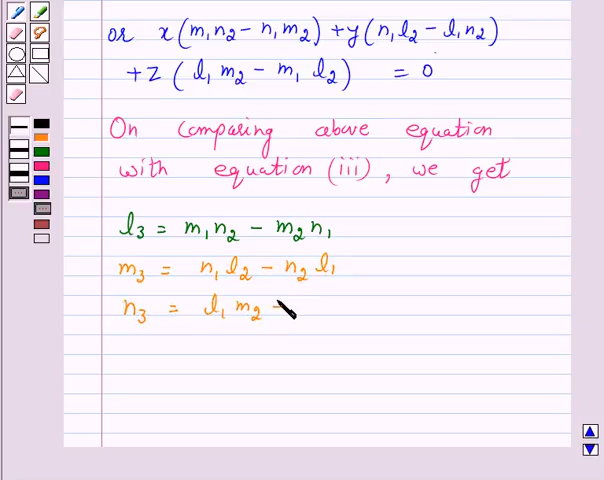 or x(m₁n₂ − n₁m₂) + y(n₁l₂ − l₁n₂)
+ z(l₁m₂ − m₁l₂) = 0
On comparing above equation
with equation (iii), we get
l₃ = m₁n₂ − m₂n₁
m₃ = n₁l₂ − n₂l₁
n₃ = l₁m₂ −